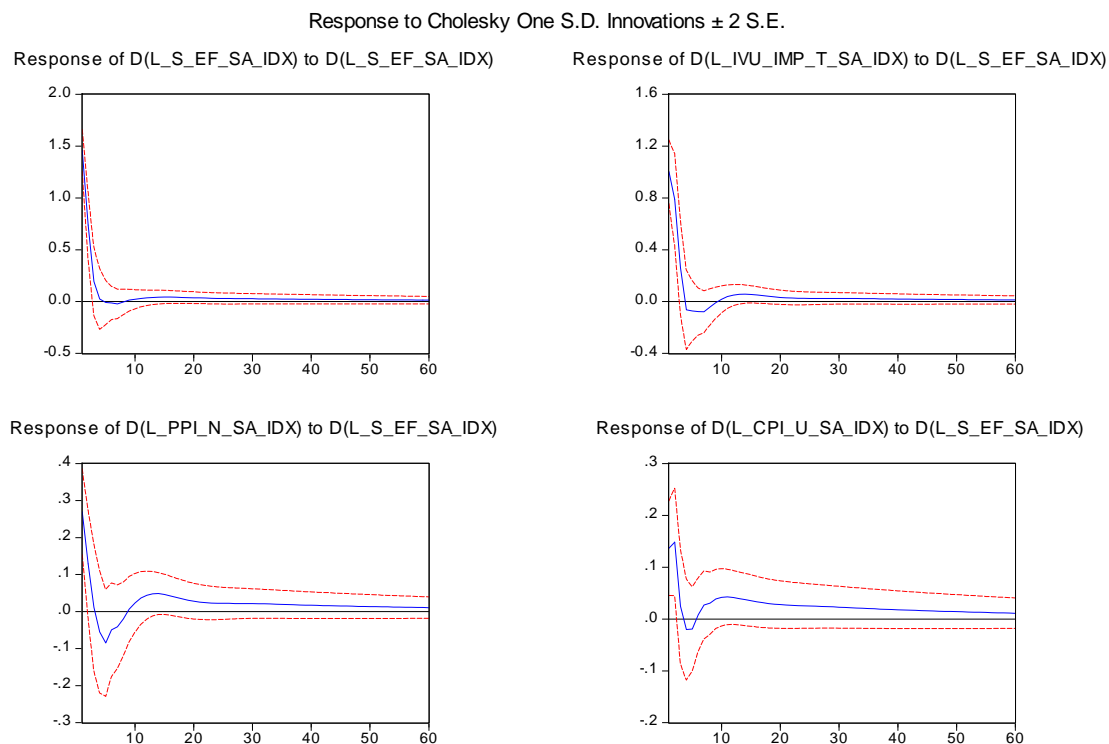 Response to Cholesky One S.D. Innovations ± 2 S.E.
Response of D(L_S_EF_SA_IDX) to D(L_S_EF_SA_IDX)
2.0
1.5
1.0
0.5
0.0
-0.5
10 20 30 40 50 60
Response of D(L_IVU_IMP_T_SA_IDX) to D(L_S_EF_SA_IDX)
1.6
1.2
0.8
0.4
0.0
-0.4
10 20 30 40 50 60
Response of D(L_PPI_N_SA_IDX) to D(L_S_EF_SA_IDX)
.4
.3
.2
.1
.0
-.1
-.2
-.3
10 20 30 40 50 60
Response of D(L_CPI_U_SA_IDX) to D(L_S_EF_SA_IDX)
.3
.2
.1
.0
-.1
-.2
10 20 30 40 50 60